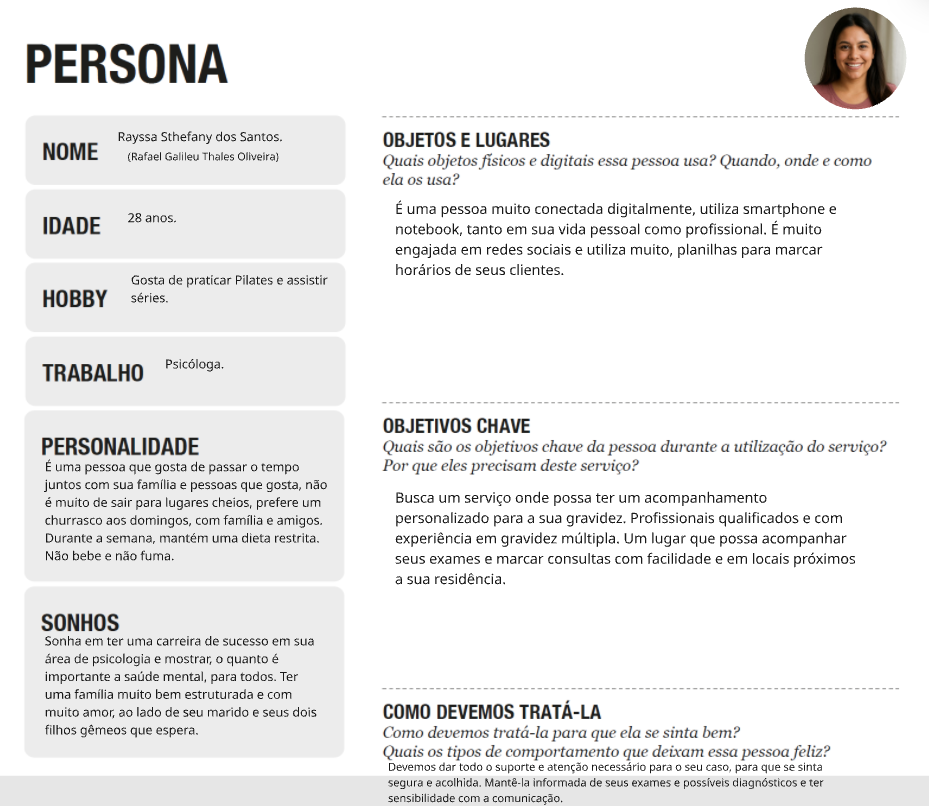 PERSONA
NOME
Rayssa Sthefany dos Santos.
(Rafael Galileu Thales Oliveira)
IDADE
28 anos.
HOBBY
Gosta de praticar Pilates e assistir
séries.
TRABALHO
Psicóloga.
PERSONALIDADE
É uma pessoa que gosta de passar o tempo
juntos com sua família e pessoas que gosta, não
é muito de sair para lugares cheios, prefere um
churrasco aos domingos, com família e amigos.
Durante a semana, mantém uma dieta restrita.
Não bebe e não fuma.
SONHOS
Sonha em ter uma carreira de sucesso em sua
área de psicologia e mostrar, o quanto é
importante a saúde mental, para todos. Ter
uma família muito bem estruturada e com
muito amor, ao lado de seu marido e seus dois
filhos gêmeos que espera.
OBJETOS E LUGARES
Quais objetos físicos e digitais essa pessoa usa? Quando, onde e como
ela os usa?
É uma pessoa muito conectada digitalmente, utiliza smartphone e
notebook, tanto em sua vida pessoal como profissional. É muito
engajada em redes sociais e utiliza muito, planilhas para marcar
horários de seus clientes.
OBJETIVOS CHAVE
Quais são os objetivos chave da pessoa durante a utilização do serviço?
Por que eles precisam deste serviço?
Busca um serviço onde possa ter um acompanhamento
personalizado para a sua gravidez. Profissionais qualificados e com
experiência em gravidez múltipla. Um lugar que possa acompanhar
seus exames e marcar consultas com facilidade e em locais próximos
a sua residência.
COMO DEVEMOS TRATÁ-LA
Como devemos tratá-la para que ela se sinta bem?
Quais os tipos de comportamento que deixam essa pessoa feliz?
Devemos dar todo o suporte e atenção necessário para o seu caso, para que se sinta
segura e acolhida. Mantê-la informada de seus exames e possíveis diagnósticos e ter
sensibilidade com a comunicação.